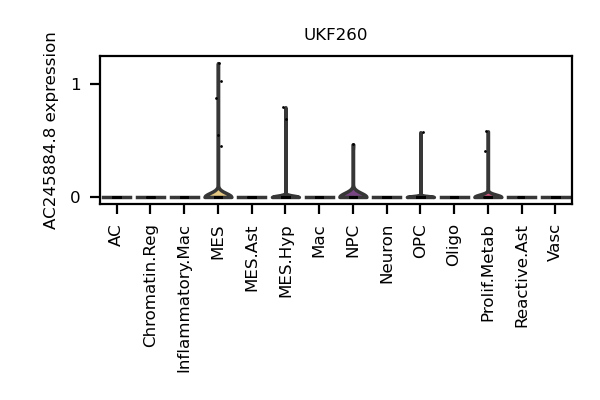 UKF260
AC245884.8 expression
1
0
AC
Chromatin.Reg
Inflammatory.Mac
MES
MES.Ast
MES.Hyp
Mac
NPC
Neuron
OPC
Oligo
Prolif.Metab
Reactive.Ast
Vasc